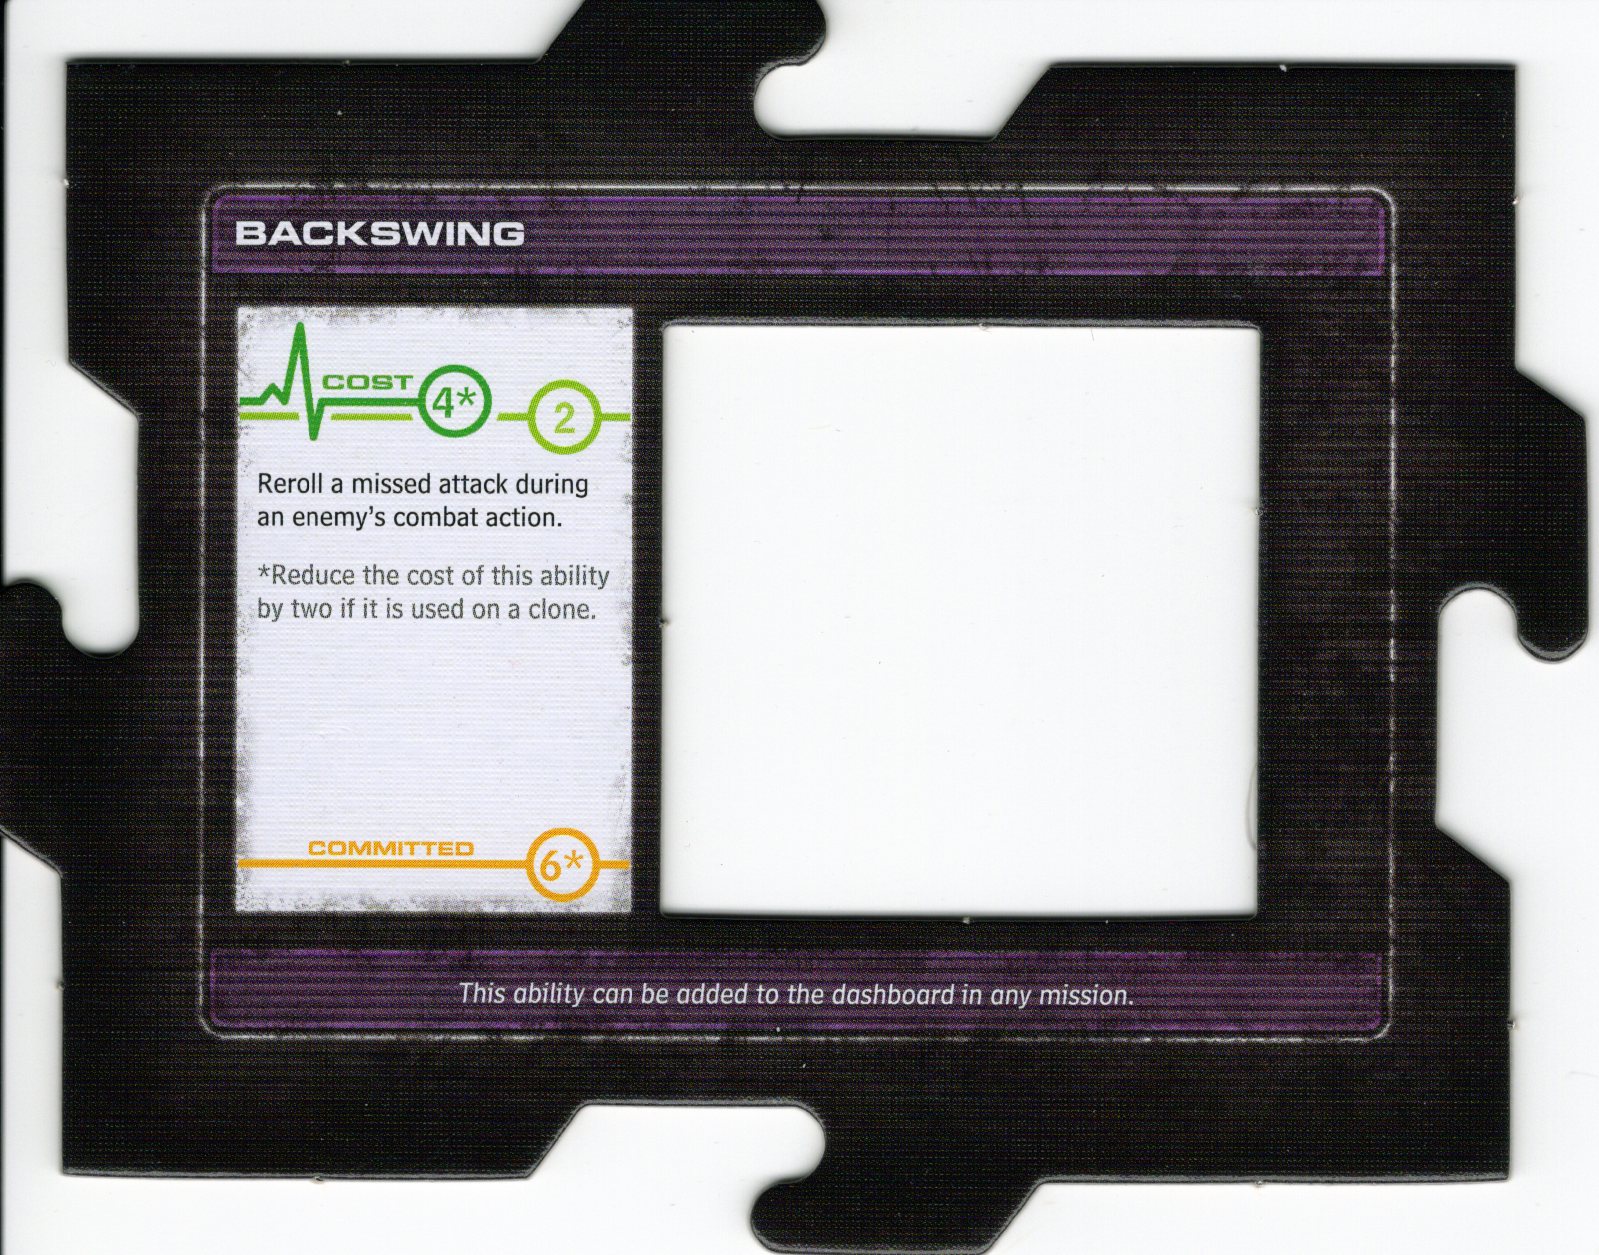 BACKSWING
COST 4* 2
Reroll a missed attack during
an enemy's combat action.
*Reduce the cost of this ability
by two if it is used on a clone.
COMMITTED 6*
This ability can be added to the dashboard in any mission.